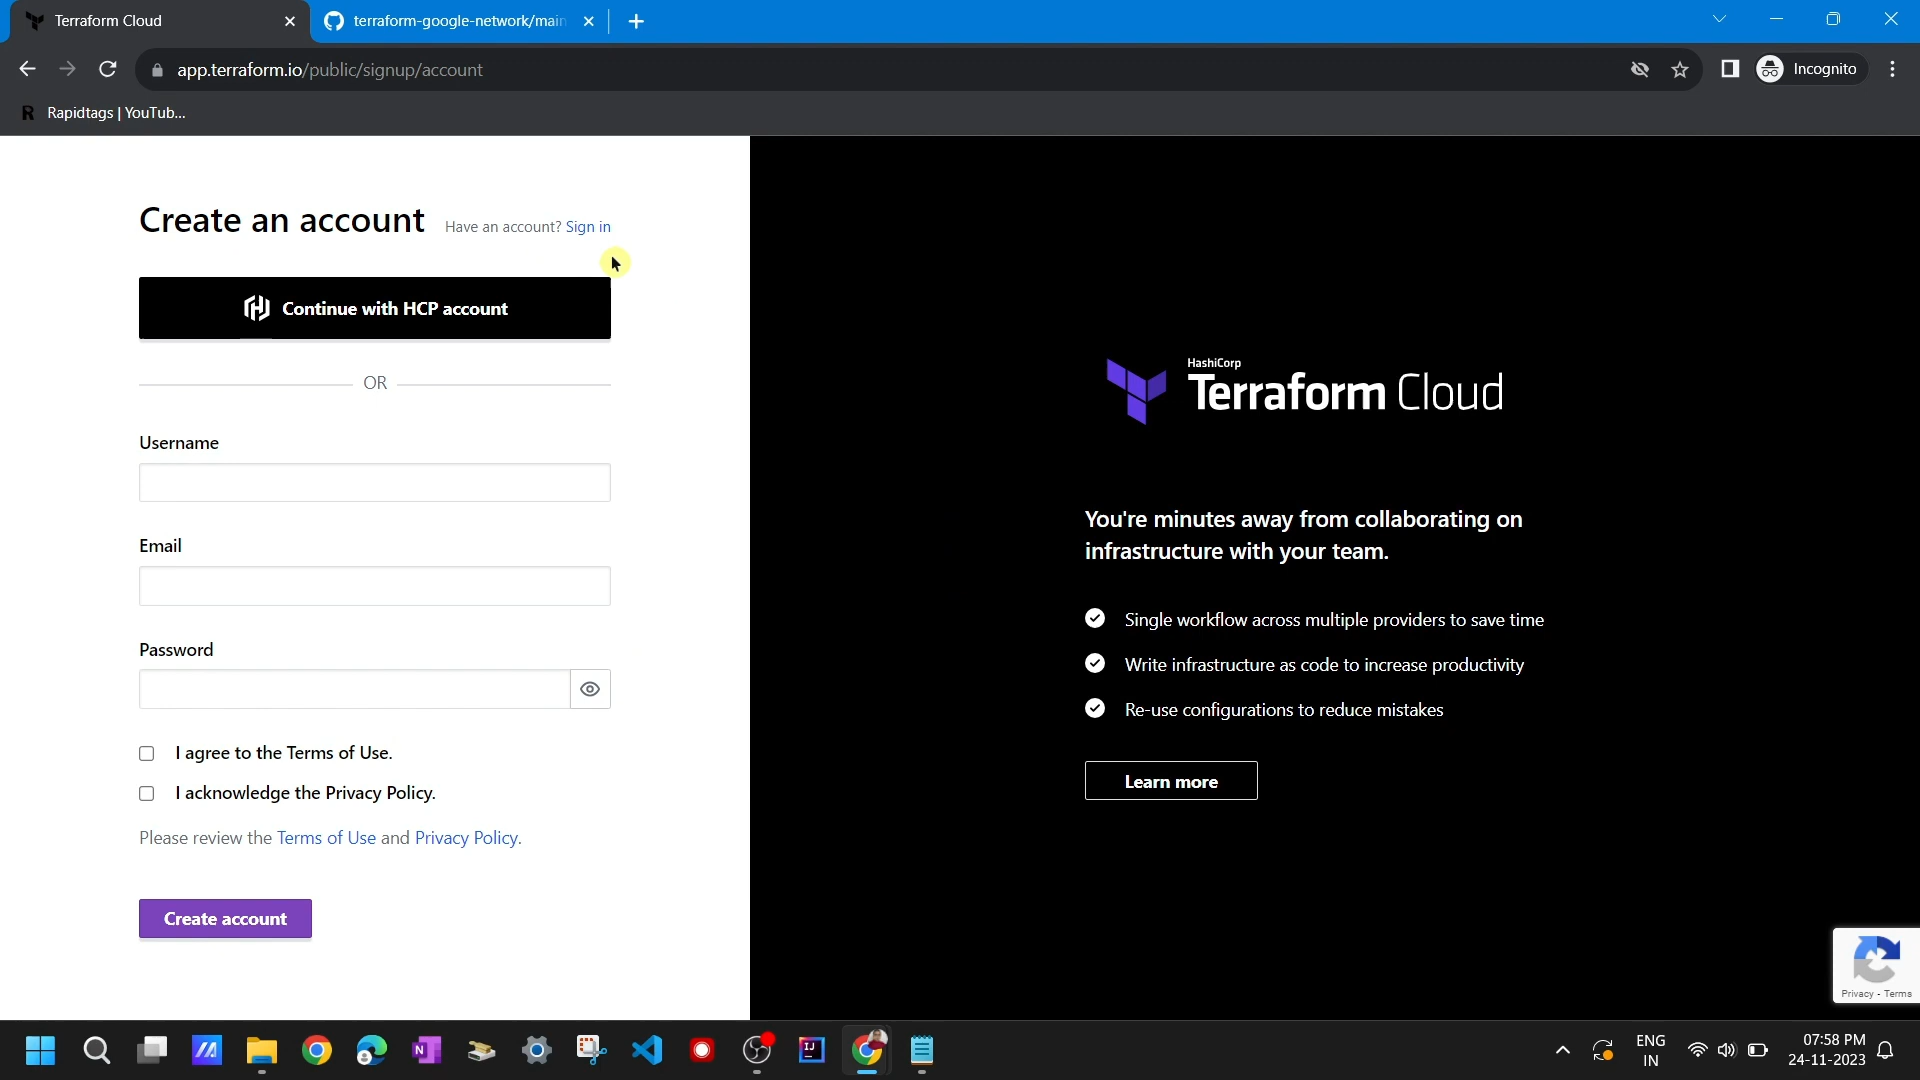 Terraform Cloud
terraform-google-network/main
app.terraform.io/public/signup/account
Incognito
Rapidtags | YouTub...
Create an account
Have an account? Sign in
Continue with HCP account
OR
Username
Email
Password
I agree to the Terms of Use.
I acknowledge the Privacy Policy.
Please review the Terms of Use and Privacy Policy.
Create account
HashiCorp
Terraform Cloud
You're minutes away from collaborating on
infrastructure with your team.
Single workflow across multiple providers to save time
Write infrastructure as code to increase productivity
Re-use configurations to reduce mistakes
Learn more
Privacy - Terms
ENG
IN
07:58 PM
24-11-2023